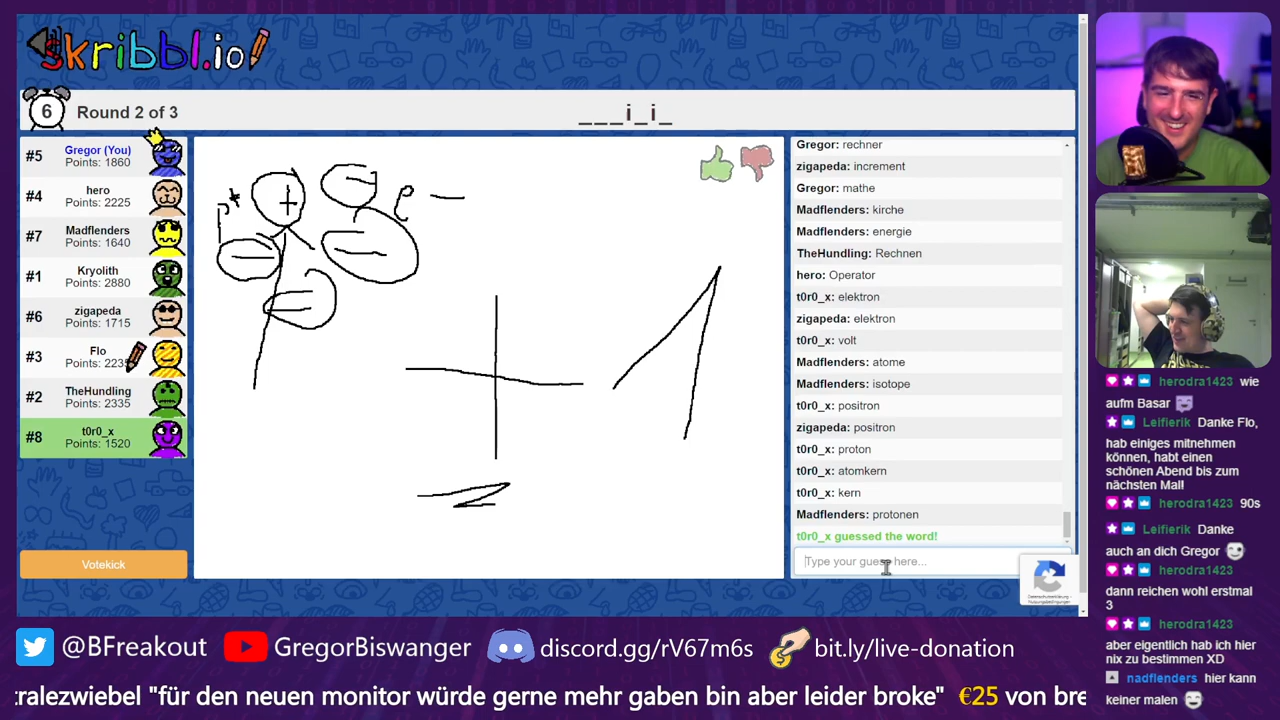 skribbl.io
6
Round 2 of 3
___i_i_
#5
Gregor (You)
Points: 1860
#4
hero
Points: 2225
#7
Madflenders
Points: 1640
#1
Kryolith
Points: 2880
#6
zigapeda
Points: 1715
#3
Flo
#2
TheHundling
Points: 2335
#8
t0r0_x
Points: 1520
Votekick
p+
+
-
e -
1
Gregor: rechner
zigapeda: increment
Gregor: mathe
Madflenders: kirche
Madflenders: energie
TheHundling: Rechnen
hero: Operator
t0r0_x: elektron
zigapeda: elektron
t0r0_x: volt
Madflenders: atome
Madflenders: isotope
t0r0_x: positron
zigapeda: positron
t0r0_x: proton
t0r0_x: atomkern
t0r0_x: kern
Madflenders: protonen
t0r0_x guessed the word!
Type your guess here...
herodra1423 wie
aufm Basar
Leifierik Danke Flo,
hab einiges mitnehmen
können, habt einen
schönen Abend bis zum
nächsten Mal!
herodra1423 90s
Leifierik Danke
auch an dich Gregor
herodra1423
dann reichen wohl erstmal
3
herodra1423
aber eigentlich hab ich hier
nix zu bestimmen XD
nadflenders hier kann
keiner malen
@BFreakout
GregorBiswanger
discord.gg/rV67m6s
bit.ly/live-donation
tralezwiebel "für den neuen monitor würde gerne mehr gaben bin aber leider broke" €25 von bre